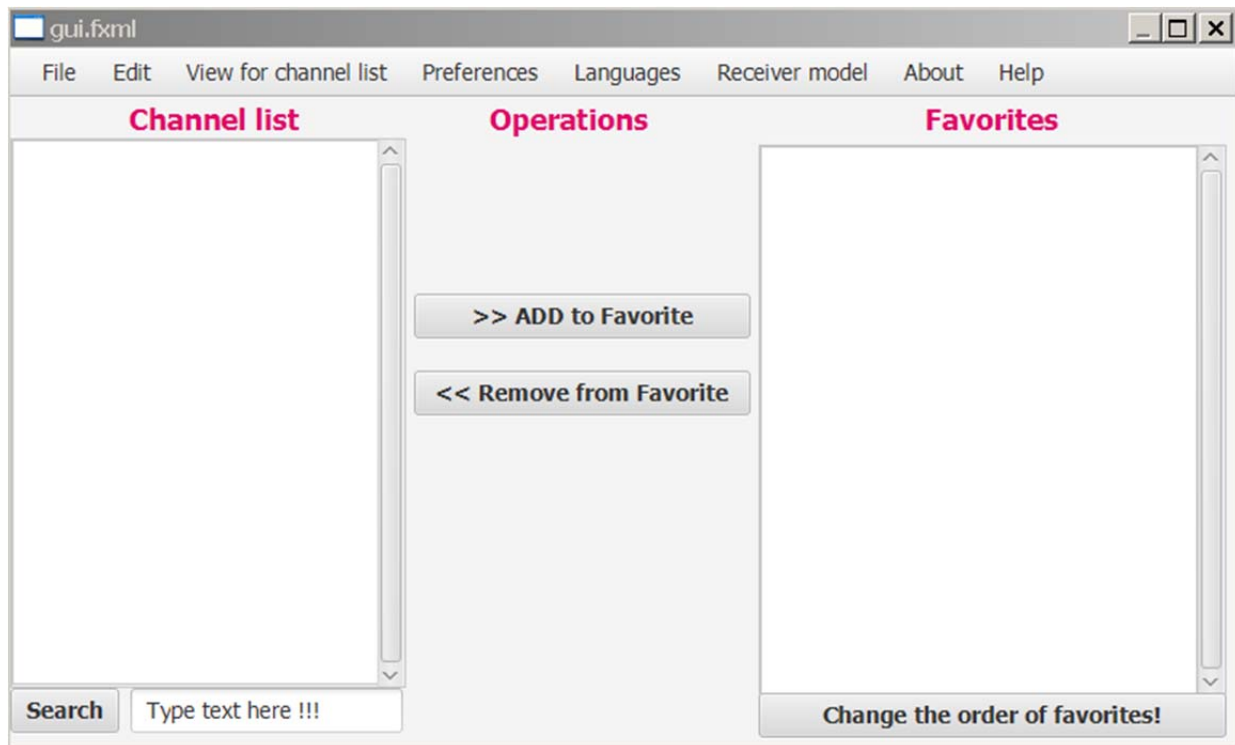 gui.fxml
File Edit View for channel list Preferences Languages Receiver model About Help
Channel list Operations Favorites
>> ADD to Favorite
<< Remove from Favorite
Search Type text here !!!
Change the order of favorites!